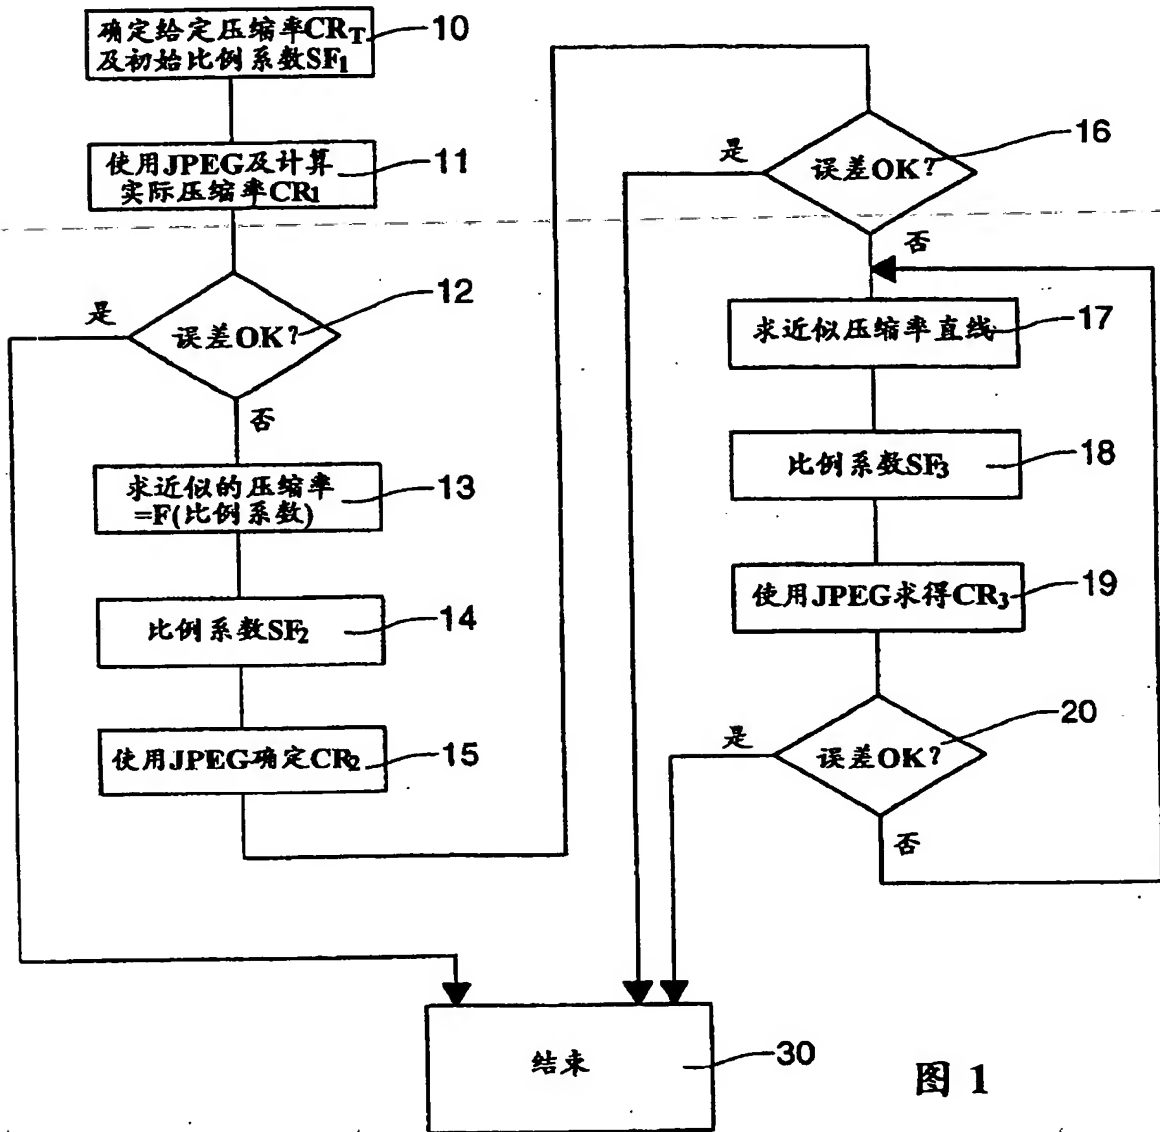 确定给定压缩率CRT
及初始比例系数SF1
10
使用JPEG及计算
实际压缩率CR1
11
误差OK?
12
是
否
求近似的压缩率
=F(比例系数)
13
比例系数SF2
14
使用JPEG确定CR2
15
误差OK?
16
是
否
求近似压缩率直线
17
比例系数SF3
18
使用JPEG求得CR3
19
误差OK?
20
是
否
结束
30
图 1